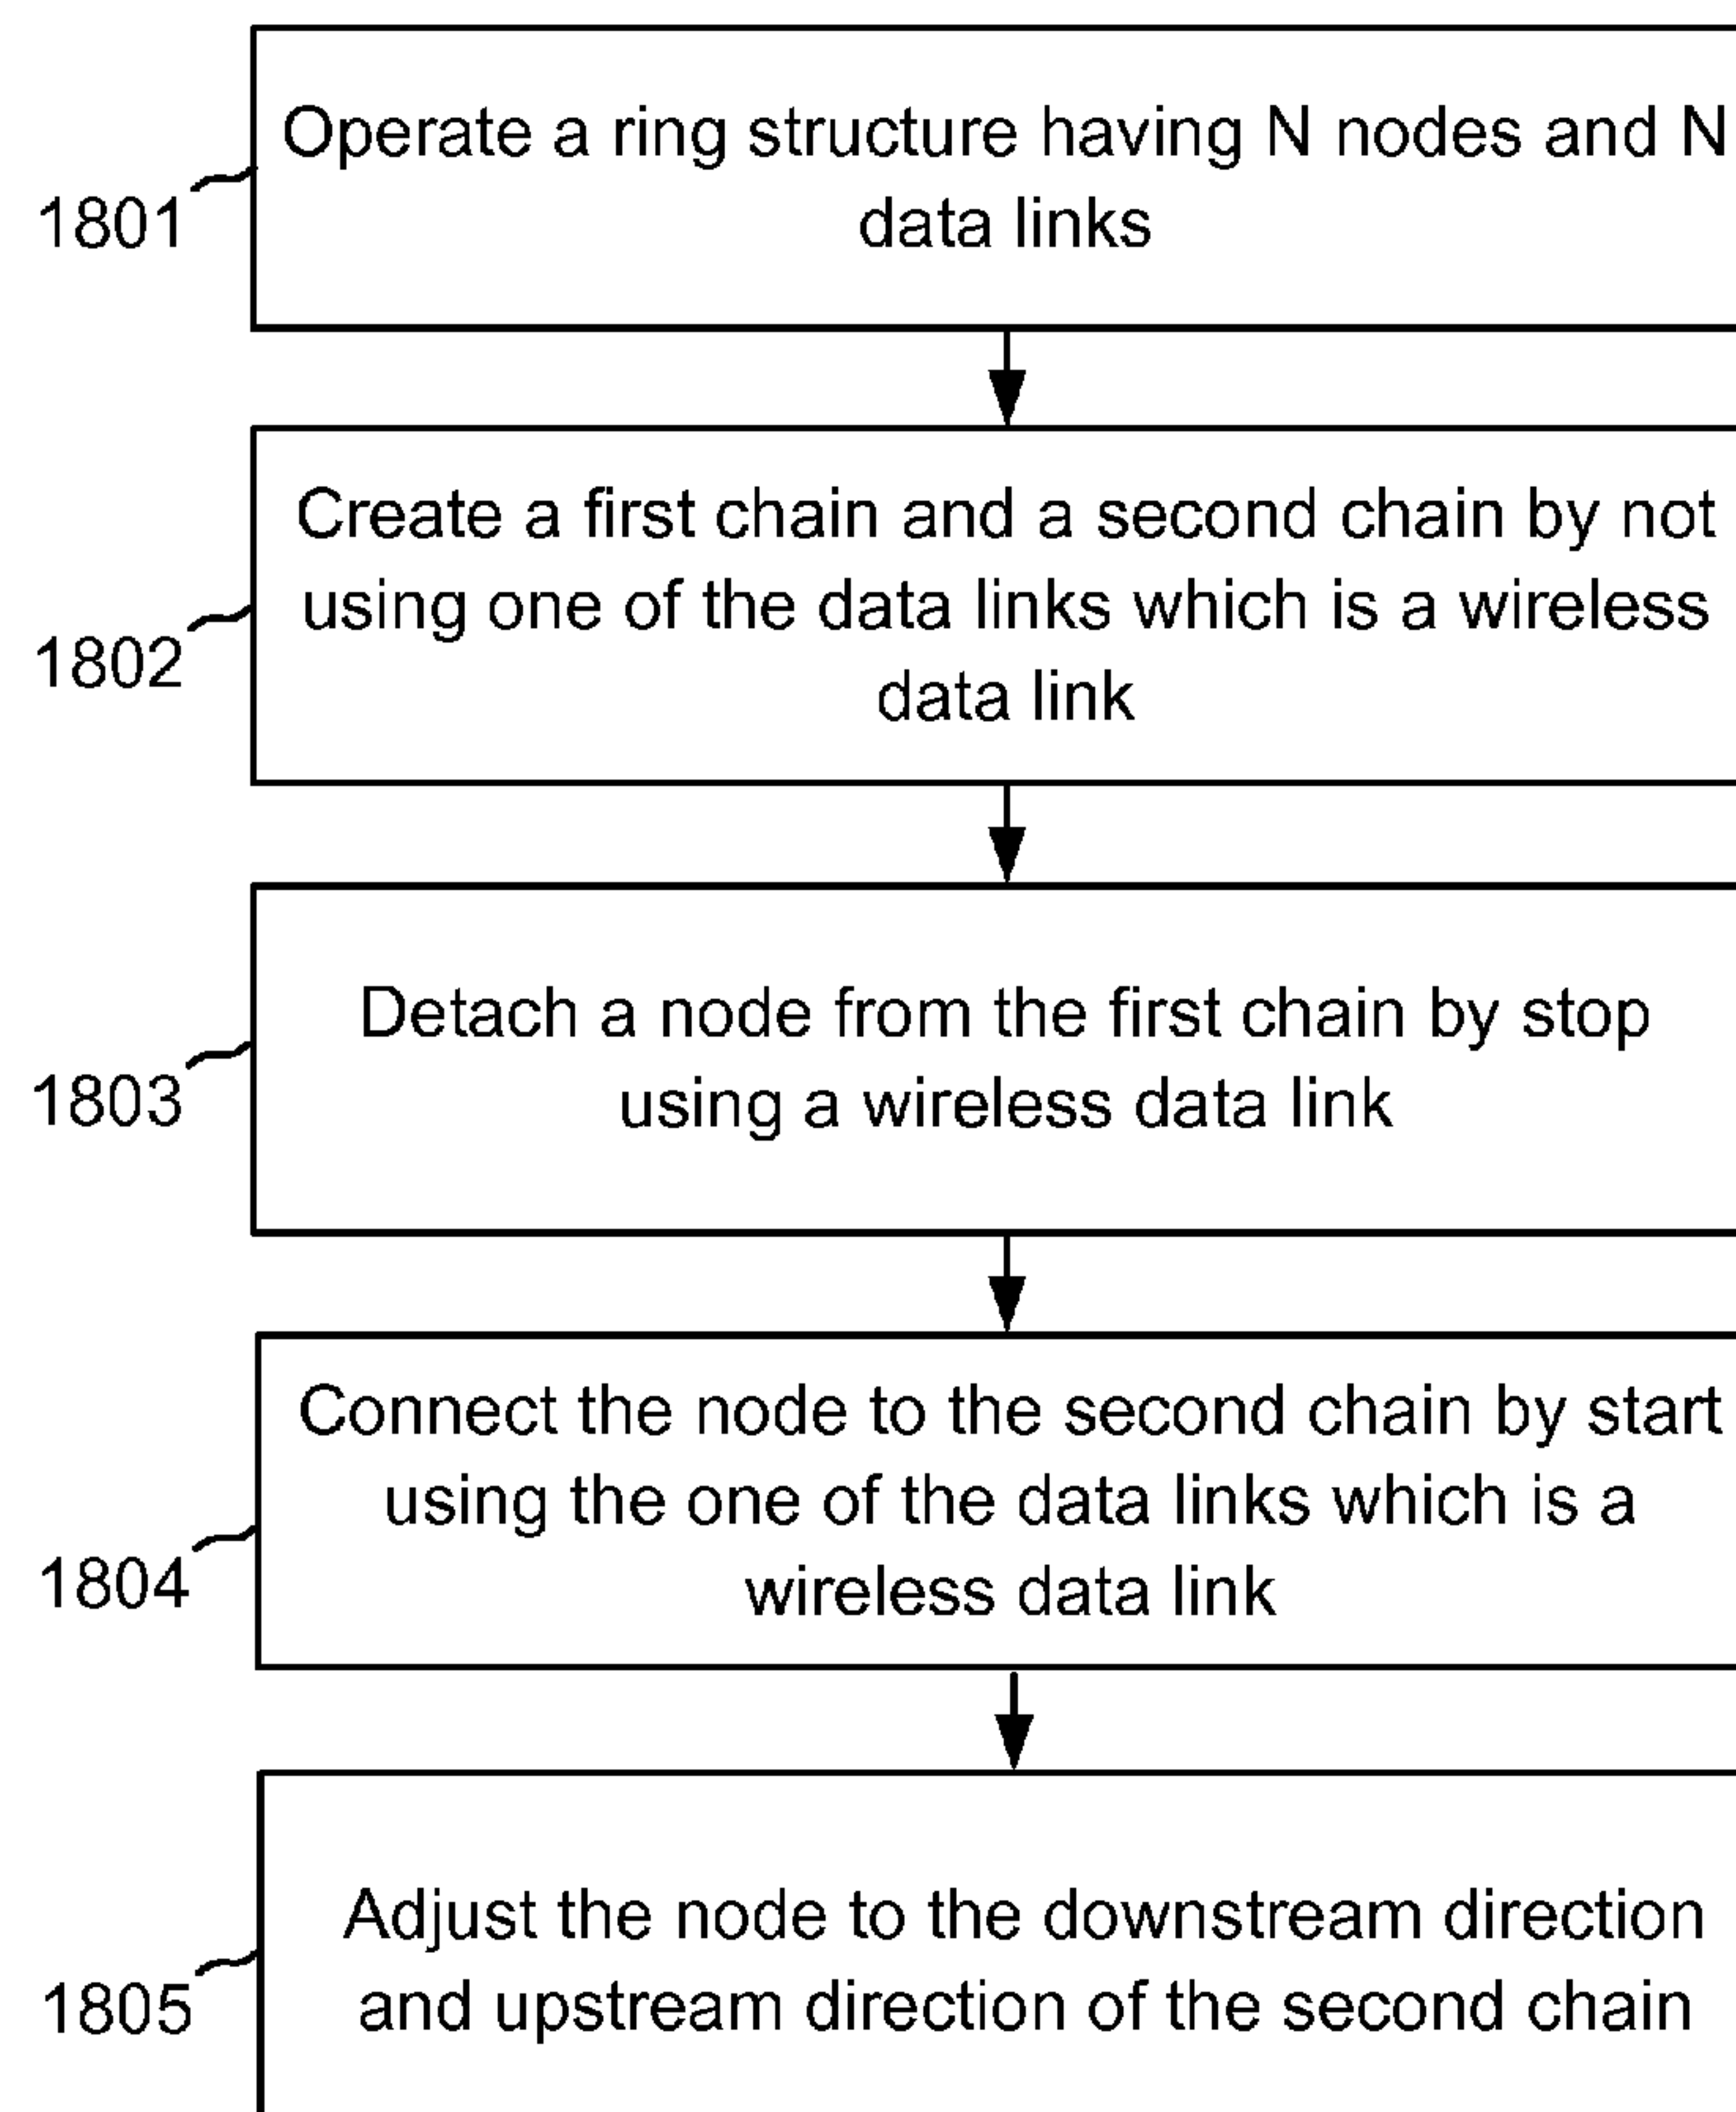 Operate a ring structure having N nodes and N
data links
1801
Create a first chain and a second chain by not
using one of the data links which is a wireless
data link
1802
Detach a node from the first chain by stop
using a wireless data link
1803
Connect the node to the second chain by start
using the one of the data links which is a
wireless data link
1804
Adjust the node to the downstream direction
and upstream direction of the second chain
1805